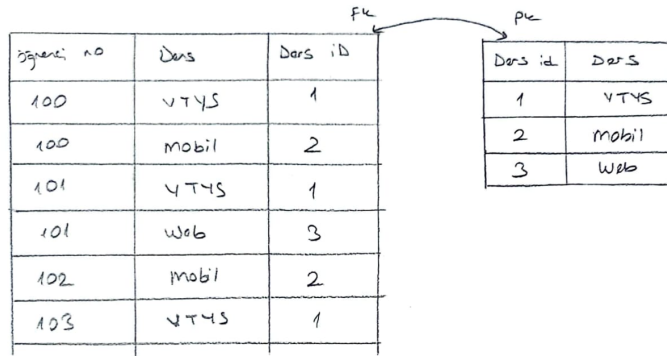 fk pk
öğrenci no Ders Ders iD
100 VTYS 1
100 mobil 2
101 VTYS 1
101 Web 3
102 mobil 2
103 VTYS 1
Ders id Ders
1 VTYS
2 mobil
3 Web